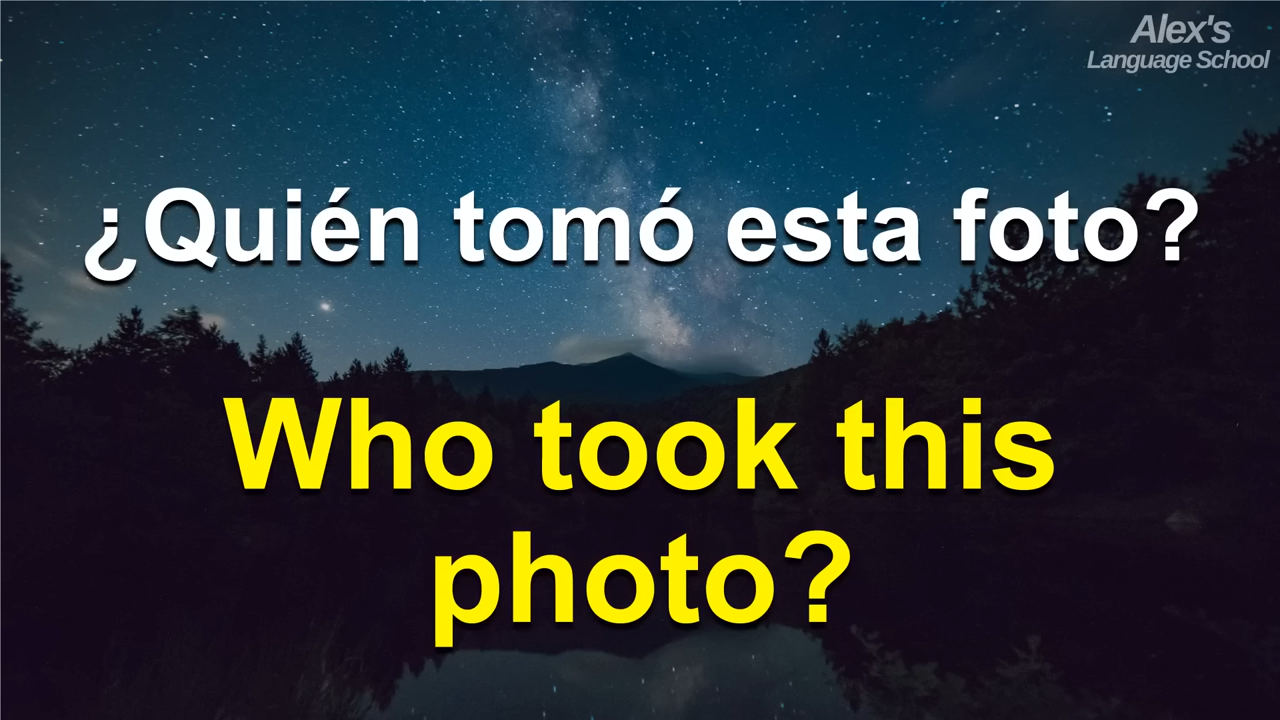 Alex's
Language School
¿Quién tomó esta foto?
Who took this
photo?